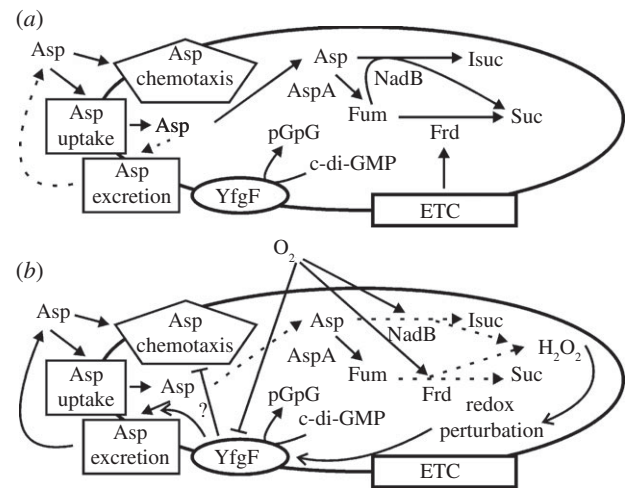 (a)
Asp
Asp
chemotaxis
Asp
Isuc
NadB
AspA
Asp
uptake
Asp
Fum
Suc
Frd
pGpG
Asp
excretion
c-di-GMP
YfgF
ETC
O2
(b)
Asp
Asp
chemotaxis
Asp
Isuc
NadB
H2O2
AspA
Asp
uptake
Asp
Fum
Suc
Frd
?
pGpG
redox
perturbation
c-di-GMP
Asp
excretion
YfgF
ETC